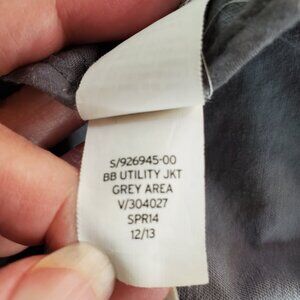 S/926945-00
BB UTILITY JKT
GREY AREA
V/304027
SPR14
12/13